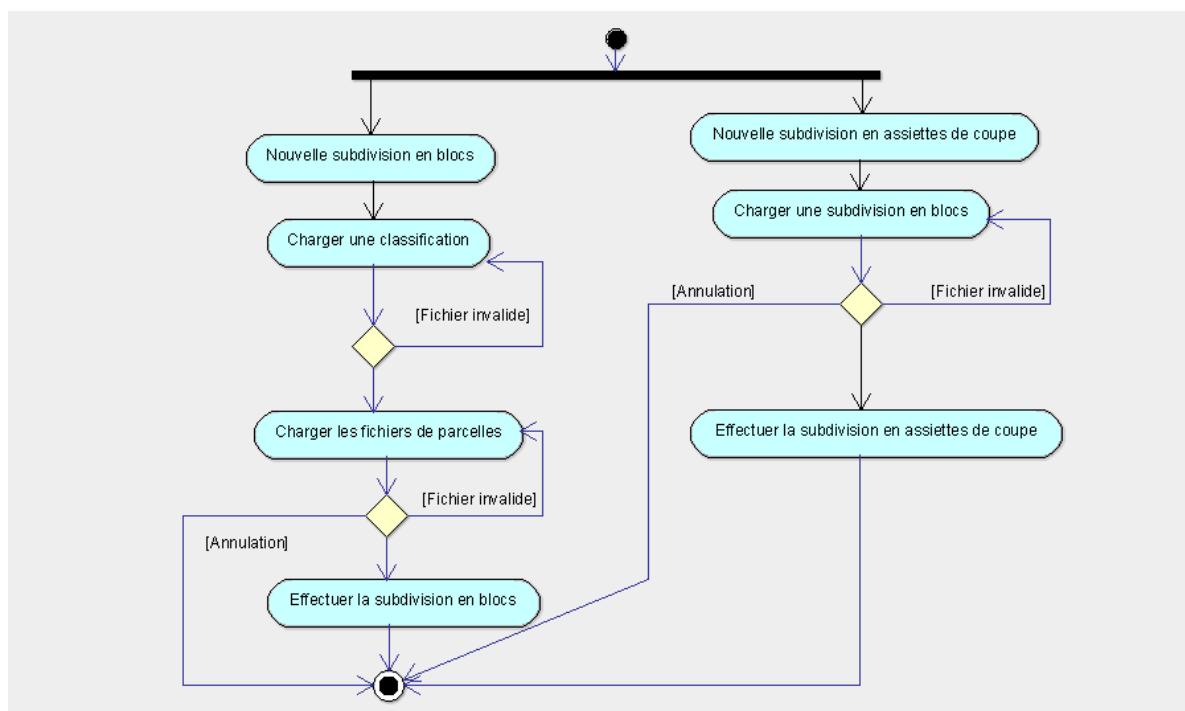 Nouvelle subdivision en blocs
Charger une classification
[Fichier invalide]
Charger les fichiers de parcelles
[Fichier invalide]
[Annulation]
Effectuer la subdivision en blocs
Nouvelle subdivision en assiettes de coupe
Charger une subdivision en blocs
[Annulation]
[Fichier invalide]
Effectuer la subdivision en assiettes de coupe